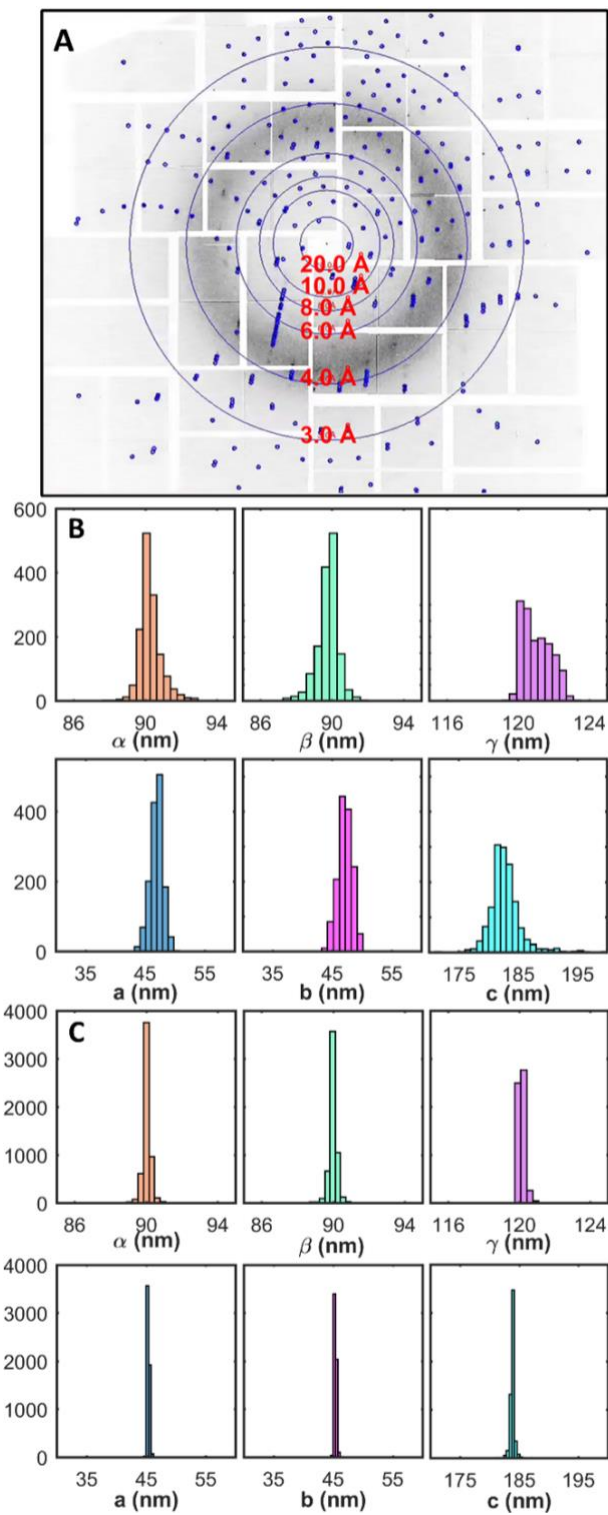 A
20.0 Å
10.0 Å
8.0 Å
6.0 Å
4.0 Å
3.0 Å
B
600
400
200
0
86 90 94 86 90 94 116 120 124
α (nm) β (nm) γ (nm)
400
200
0
35 45 55 35 45 55 175 185 195
a (nm) b (nm) c (nm)
C
4000
3000
2000
1000
0
86 90 94 86 90 94 116 120 124
α (nm) β (nm) γ (nm)
4000
3000
2000
1000
0
35 45 55 35 45 55 175 185 195
a (nm) b (nm) c (nm)